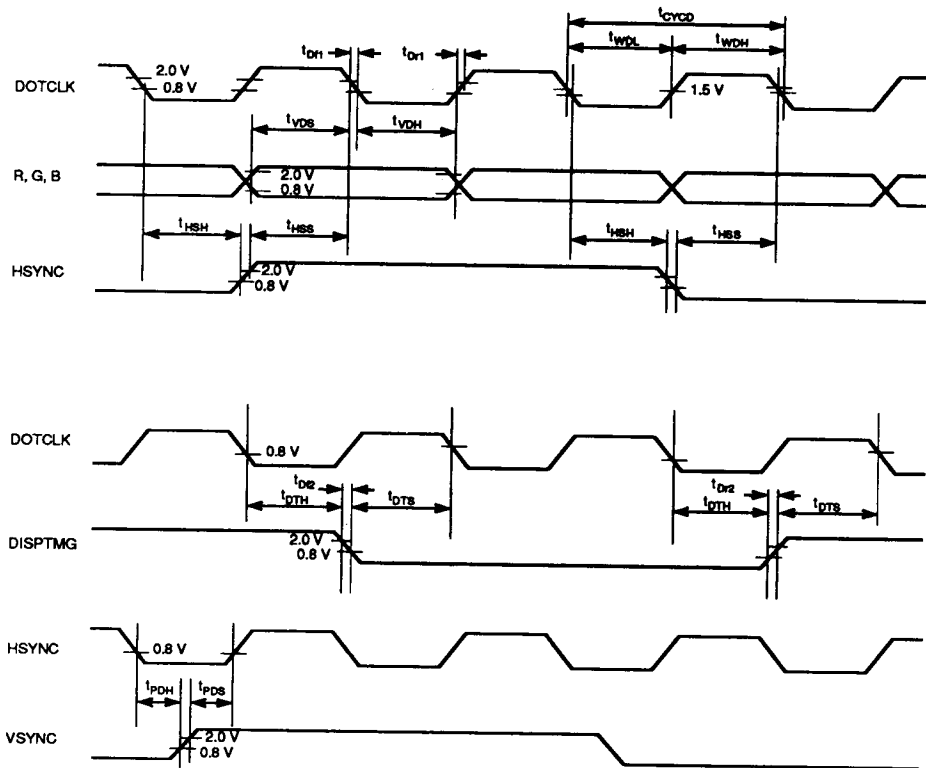 tCYCD
tDf1 tDr1 tWDL tWDH
DOTCLK 2.0 V 0.8 V 1.5 V
tVDS tVDH
R, G, B 2.0 V 0.8 V
tHSH tHSS tHSH tHSS
HSYNC 2.0 V 0.8 V
DOTCLK 0.8 V
tDf2 tDr2
tDTH tDTS tDTH tDTS
DISPTMG 2.0 V 0.8 V
HSYNC 0.8 V
tPDH tPDS
VSYNC 2.0 V 0.8 V